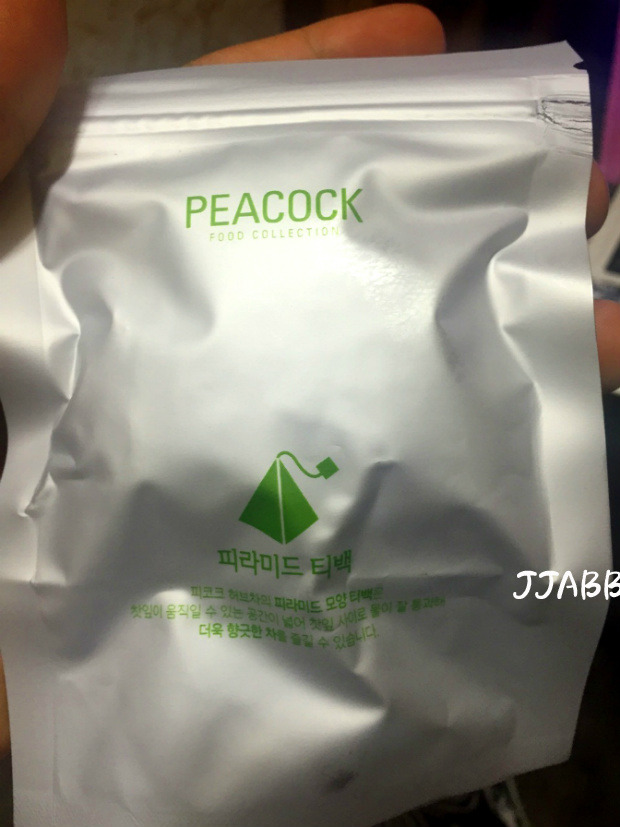 PEACOCK
FOOD COLLECTION
피라미드 티백
피코크 허브차의 피라미드 모양 티백은
찻잎이 움직일 수 있는 공간이 넓어 찻잎 사이로 물이 잘 통과해
더욱 향긋한 차를 즐길 수 있습니다.
JJABB